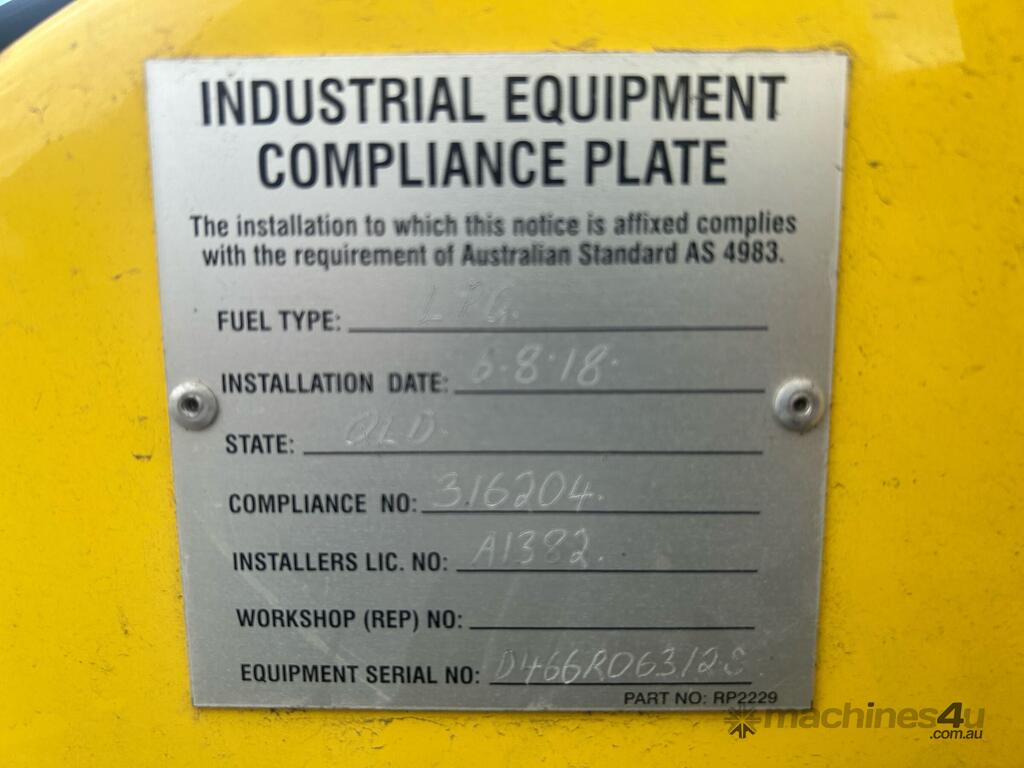 INDUSTRIAL EQUIPMENT
COMPLIANCE PLATE
The installation to which this notice is affixed complies
with the requirement of Australian Standard AS 4983.
FUEL TYPE: LPG.
INSTALLATION DATE: 6.8.18.
STATE: QLD.
COMPLIANCE NO: 316204.
INSTALLERS LIC. NO: A1382.
WORKSHOP (REP) NO:
EQUIPMENT SERIAL NO:
PART NO: RP2229
machines4u
.com.au